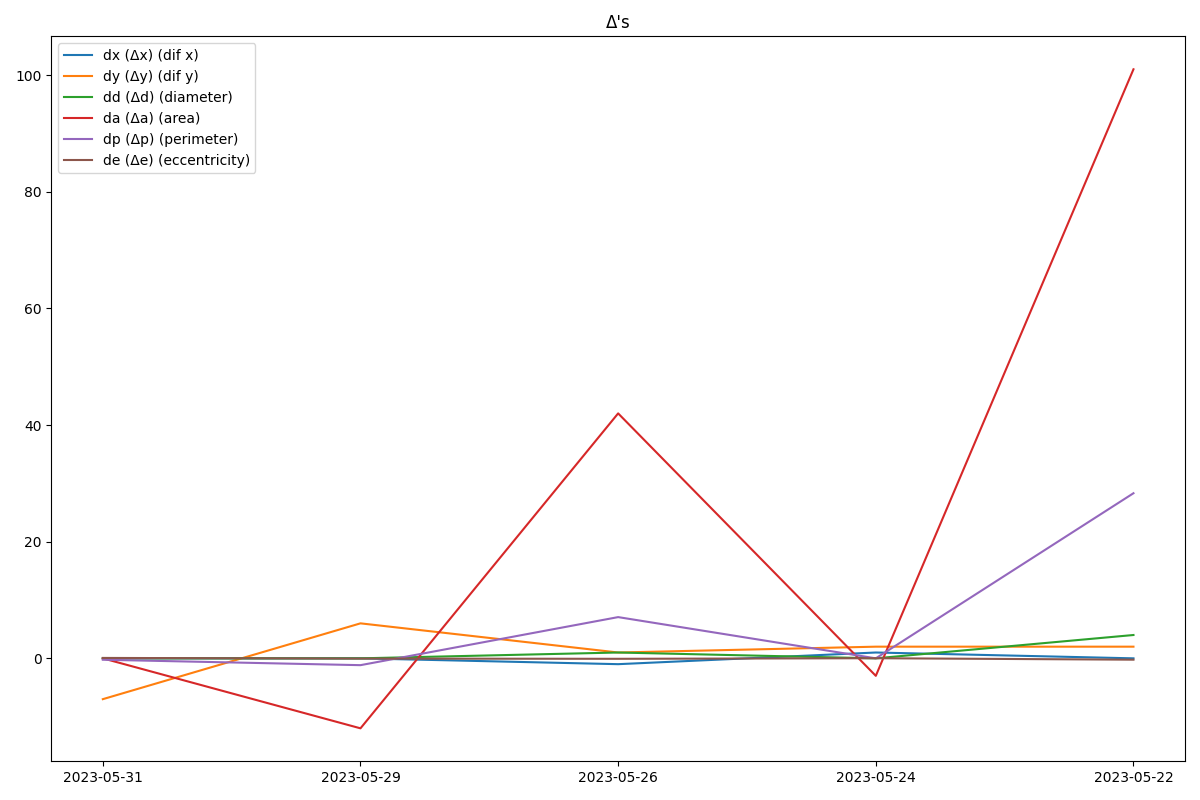 Δ's
dx (Δx) (dif x)
dy (Δy) (dif y)
dd (Δd) (diameter)
da (Δa) (area)
dp (Δp) (perimeter)
de (Δe) (eccentricity)
100
80
60
40
20
0
2023-05-31
2023-05-29
2023-05-26
2023-05-24
2023-05-22